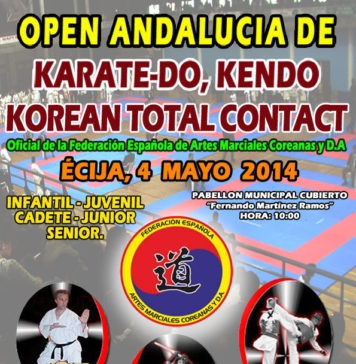 OPEN ANDALUCIA DE
KARATE-DO, KENDO
KOREAN TOTAL CONTACT
Oficial de la Federación Española de Artes Marciales Coreanas y D.A
ÉCIJA, 4 MAYO 2014
INFANTIL - JUVENIL
CADETE - JUNIOR
SENIOR.
PABELLON MUNICIPAL CUBIERTO
"Fernando Martínez Ramos"
HORA: 10:00
FEDERACIÓN ESPAÑOLA
道
ARTES MARCIALES COREANAS Y D.A.